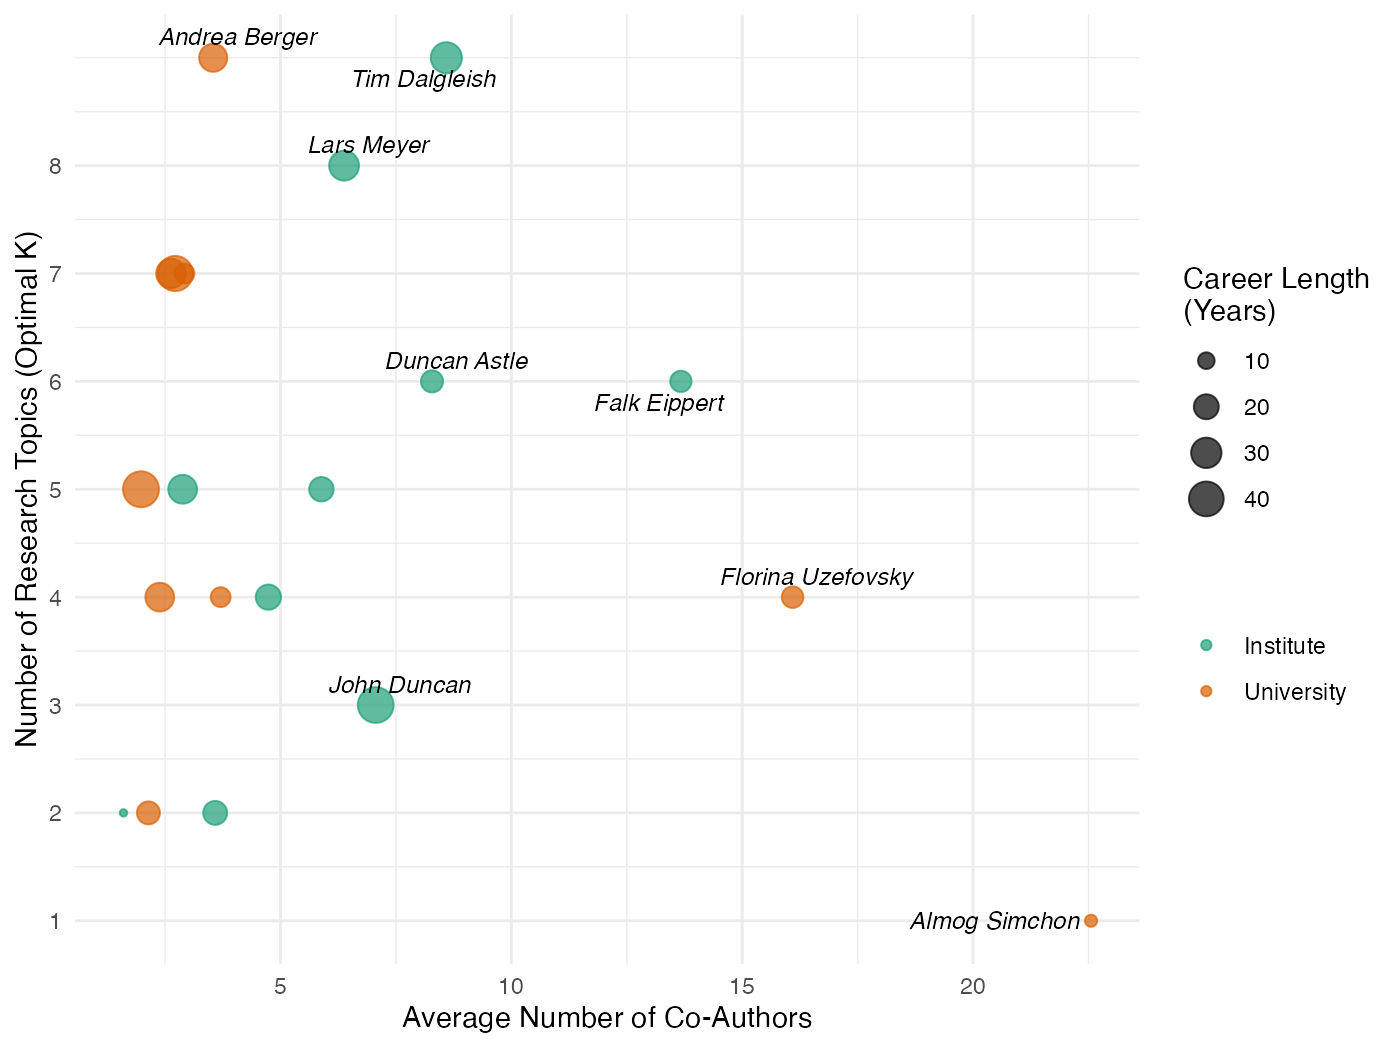 Andrea Berger
Tim Dalgleish
Lars Meyer
Duncan Astle
Falk Eippert
Florina Uzefovsky
John Duncan
Almog Simchon
8
7
6
5
4
3
2
1
5
10
15
20
Number of Research Topics (Optimal K)
Average Number of Co-Authors
Career Length
(Years)
10
20
30
40
Institute
University